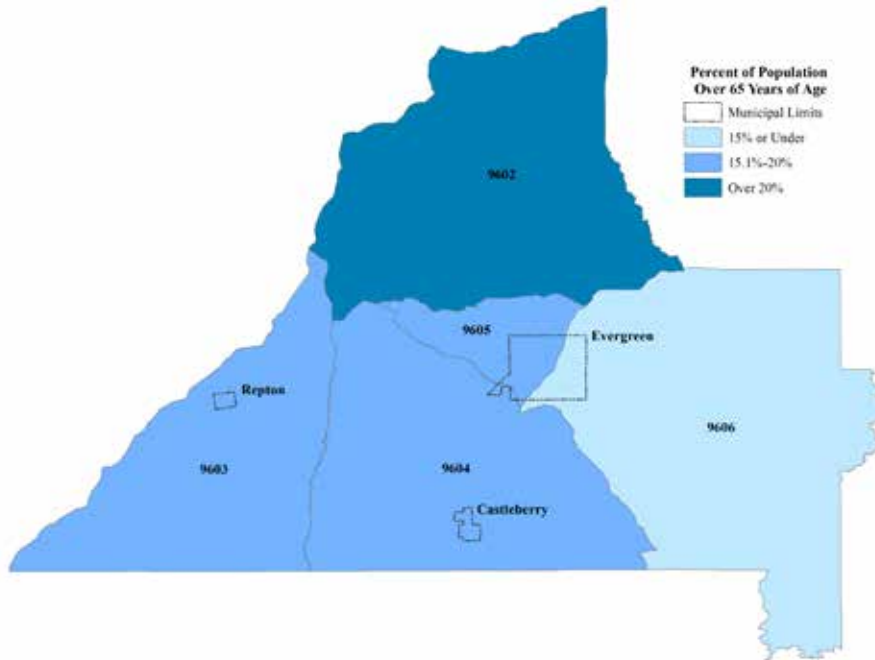 Percent of Population
Over 65 Years of Age
Municipal Limits
15% or Under
15.1%-20%
Over 20%
9602
9605
Evergreen
Repton
9606
9603
9604
Castleberry